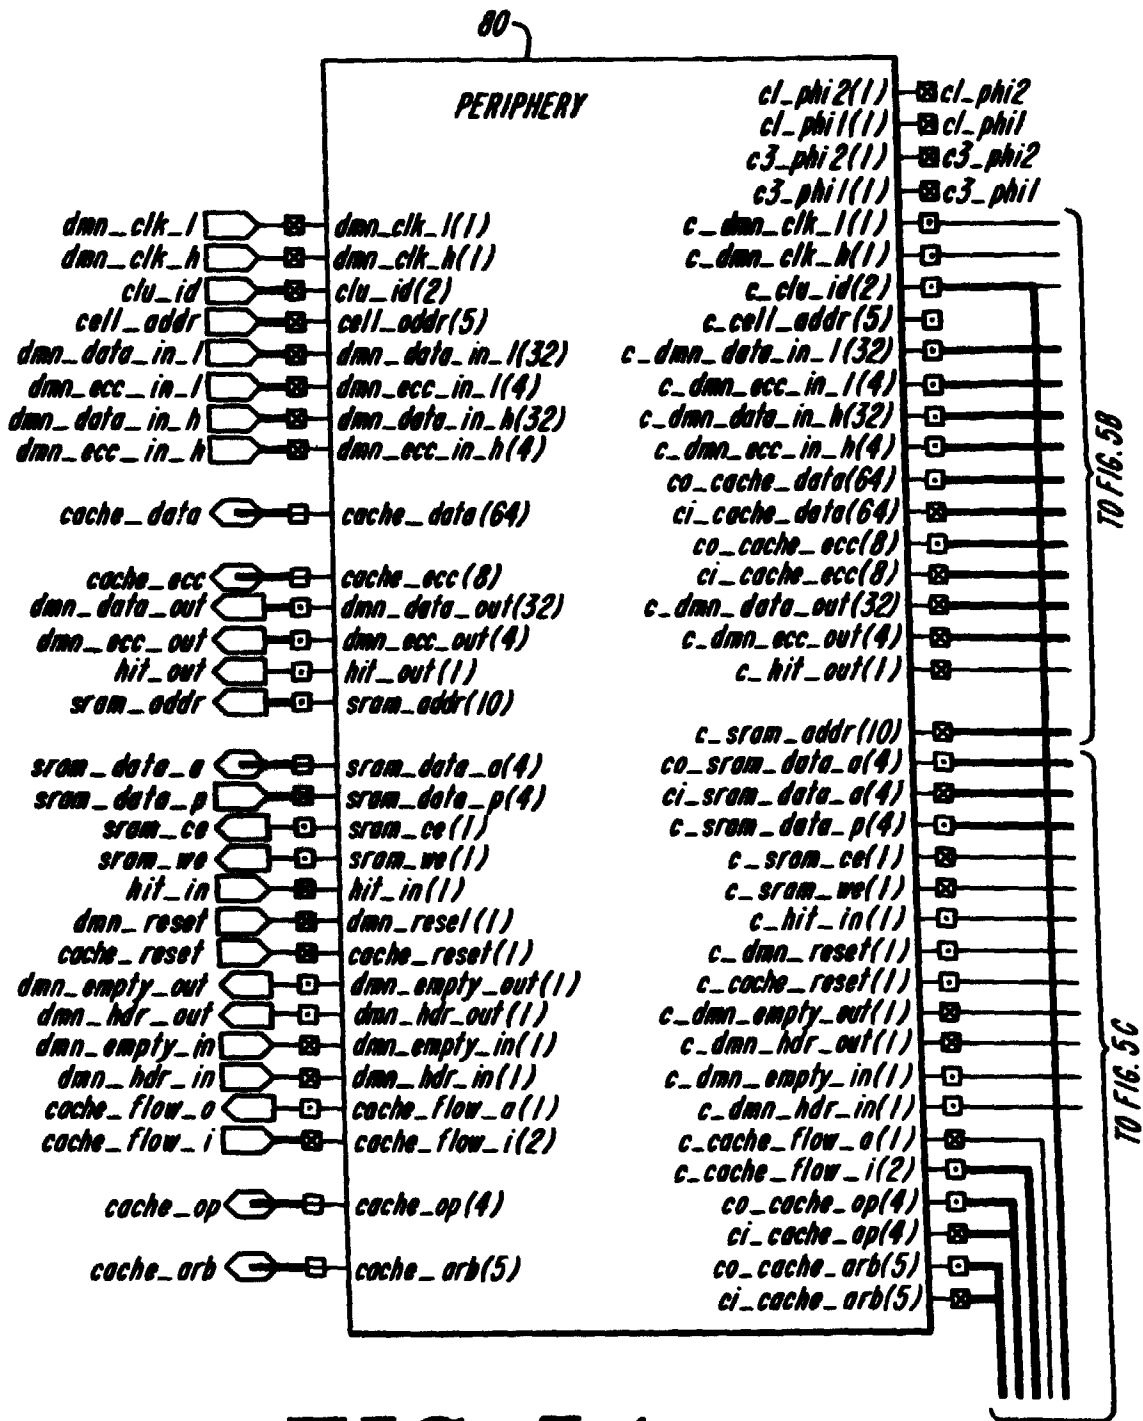 80
PERIPHERY
cl_phi2(1) cl_phi2
cl_phi1(1) cl_phi1
c3_phi2(1) c3_phi2
c3_phi1(1) c3_phi1
dmn_clk_l dmn_clk_l(1) c_dmn_clk_l(1)
dmn_clk_h dmn_clk_h(1) c_dmn_clk_h(1)
clu_id clu_id(2) c_clu_id(2)
cell_addr cell_addr(5) c_cell_addr(5)
dmn_data_in_l dmn_data_in_l(32) c_dmn_data_in_l(32)
dmn_ecc_in_l dmn_ecc_in_l(4) c_dmn_ecc_in_l(4)
dmn_data_in_h dmn_data_in_h(32) c_dmn_data_in_h(32)
dmn_ecc_in_h dmn_ecc_in_h(4) c_dmn_ecc_in_h(4)
co_cache_data(64)
cache_data cache_data(64) ci_cache_data(64)
co_cache_ecc(8)
cache_ecc cache_ecc(8) ci_cache_ecc(8)
dmn_data_out dmn_data_out(32) c_dmn_data_out(32)
dmn_ecc_out dmn_ecc_out(4) c_dmn_ecc_out(4)
hit_out hit_out(1) c_hit_out(1)
sram_addr sram_addr(10) c_sram_addr(10)
TO FIG. 5B
sram_data_a sram_data_a(4) co_sram_data_a(4)
sram_data_p sram_data_p(4) ci_sram_data_a(4)
sram_ce sram_ce(1) c_sram_data_p(4)
sram_we sram_we(1) c_sram_ce(1)
hit_in hit_in(1) c_sram_we(1)
dmn_reset dmn_reset(1) c_hit_in(1)
cache_reset cache_reset(1) c_dmn_reset(1)
dmn_empty_out dmn_empty_out(1) c_cache_reset(1)
dmn_hdr_out dmn_hdr_out(1) c_dmn_empty_out(1)
dmn_empty_in dmn_empty_in(1) c_dmn_hdr_out(1)
dmn_hdr_in dmn_hdr_in(1) c_dmn_empty_in(1)
cache_flow_o cache_flow_o(1) c_dmn_hdr_in(1)
cache_flow_i cache_flow_i(2) c_cache_flow_o(1)
c_cache_flow_i(2)
cache_op cache_op(4) co_cache_op(4)
ci_cache_op(4)
cache_arb cache_arb(5) co_cache_arb(5)
ci_cache_arb(5)
TO FIG. 5C